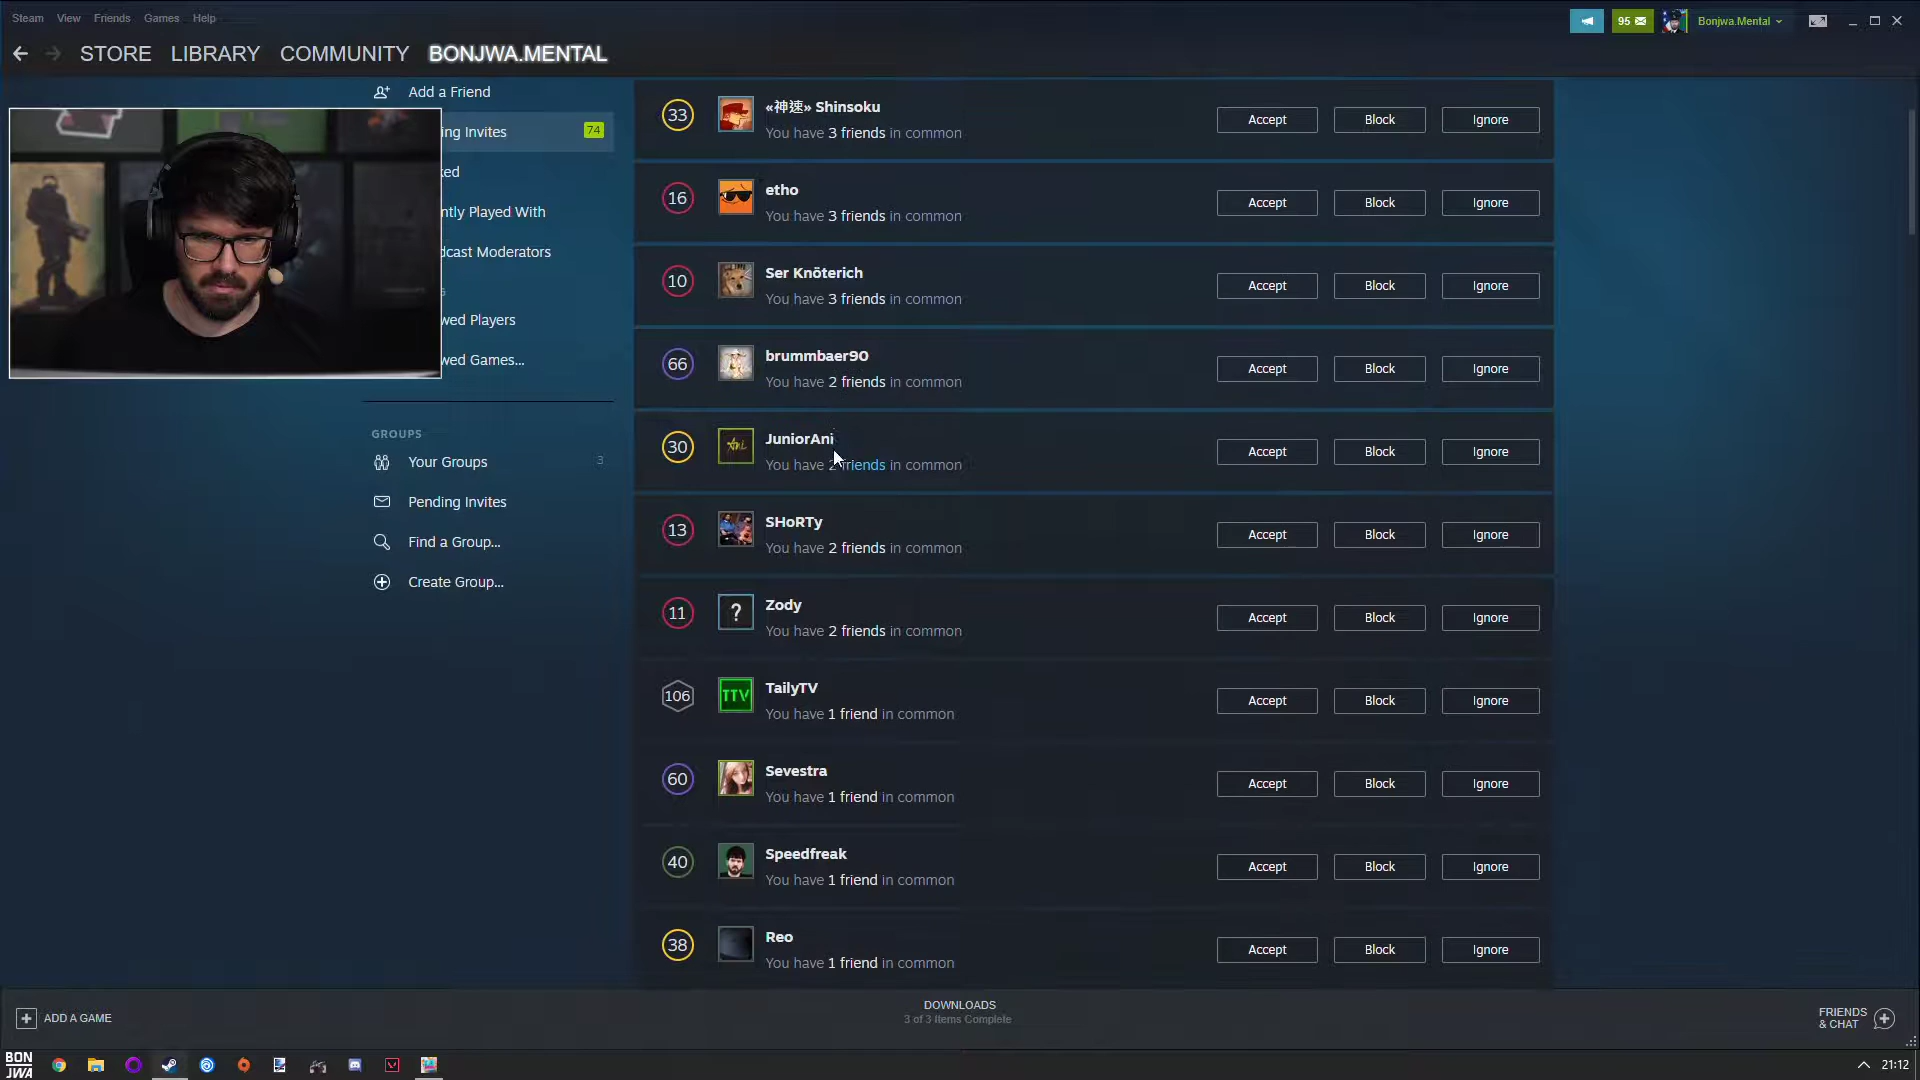 Steam View Friends Games Help
95
Bonjwa.Mental
STORE LIBRARY COMMUNITY BONJWA.MENTAL
Add a Friend
ing Invites 74
ked
ntly Played With
dcast Moderators
wed Players
wed Games...
GROUPS
Your Groups 3
Pending Invites
Find a Group...
Create Group...
33
«神速» Shinsoku
You have 3 friends in common
Accept Block Ignore
16
etho
You have 3 friends in common
Accept Block Ignore
10
Ser Knöterich
You have 3 friends in common
Accept Block Ignore
66
brummbaer90
You have 2 friends in common
Accept Block Ignore
30
Ani
JuniorAni
You have 2 friends in common
Accept Block Ignore
13
SHoRTy
You have 2 friends in common
Accept Block Ignore
11
?
Zody
You have 2 friends in common
Accept Block Ignore
106
TTV
TailyTV
You have 1 friend in common
Accept Block Ignore
60
Sevestra
You have 1 friend in common
Accept Block Ignore
40
Speedfreak
You have 1 friend in common
Accept Block Ignore
38
Reo
You have 1 friend in common
Accept Block Ignore
ADD A GAME
DOWNLOADS
3 of 3 Items Complete
FRIENDS
& CHAT
BON
JWA
21:12